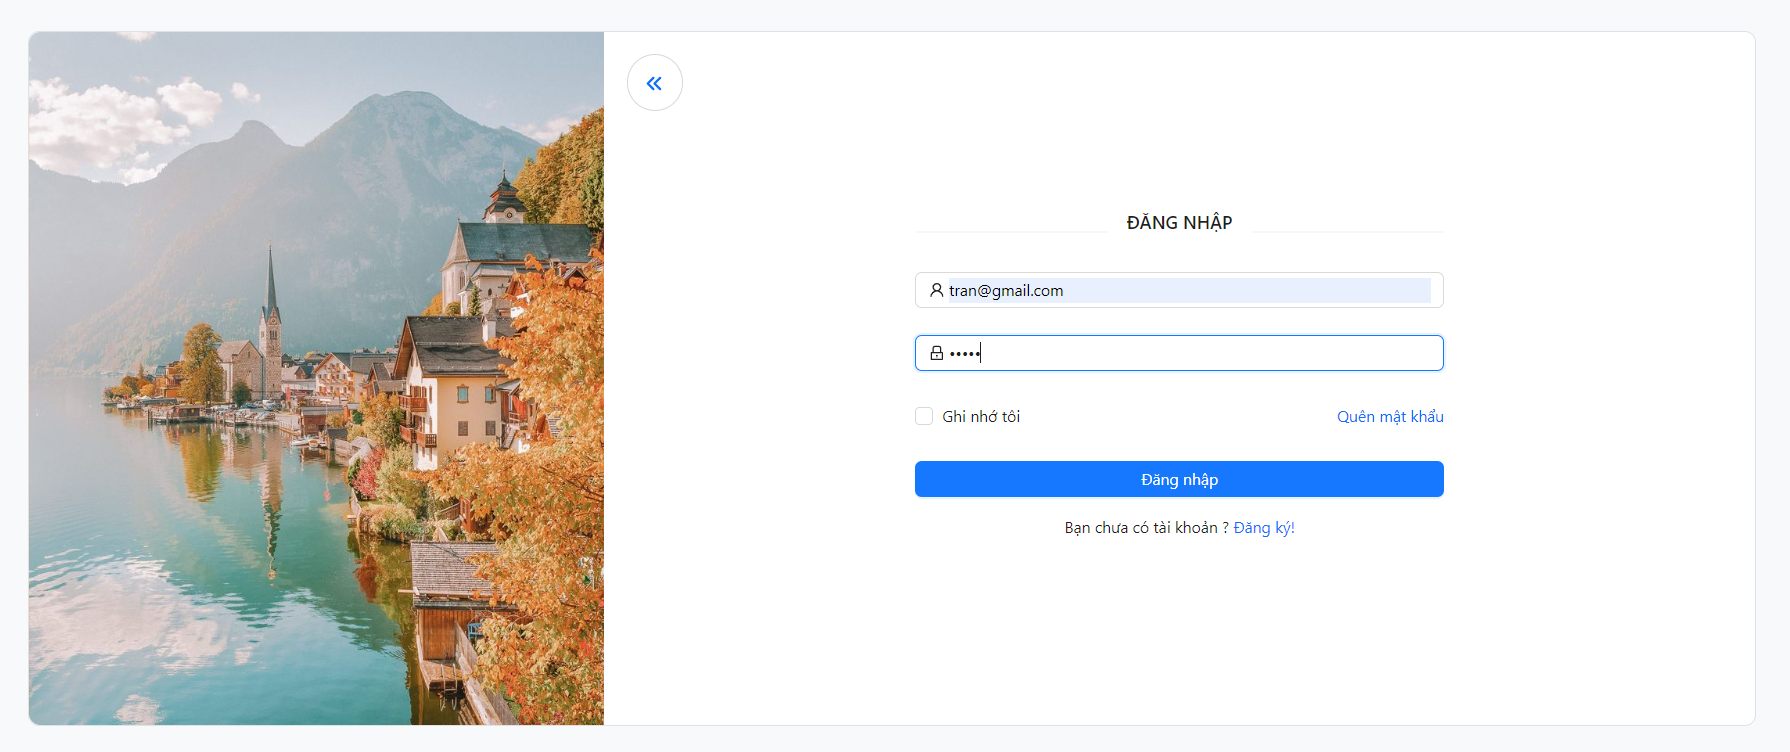 ĐĂNG NHẬP
tran@gmail.com
•••••
Ghi nhớ tôi
Quên mật khẩu
Đăng nhập
Bạn chưa có tài khoản ? Đăng ký!